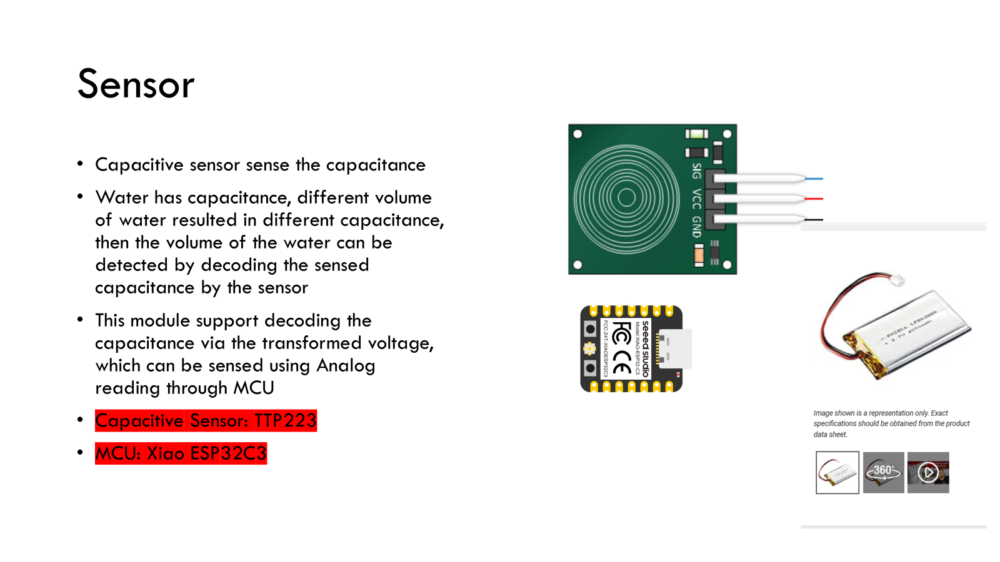 Sensor
• Capacitive sensor sense the capacitance
• Water has capacitance, different volume
of water resulted in different capacitance,
then the volume of the water can be
detected by decoding the sensed
capacitance by the sensor
• This module support decoding the
capacitance via the transformed voltage,
which can be sensed using Analog
reading through MCU
• Capacitive Sensor: TTP223
• MCU: Xiao ESP32C3
SIG
VCC
GND
seeed studio
Model:XIAO-ESP32-C3
FC CE
FCC:Z4T-XIAOESP32C3
PKCELL LP803860
+ 3.7V 2000mAh -
Image shown is a representation only. Exact
specifications should be obtained from the product
data sheet.
360°